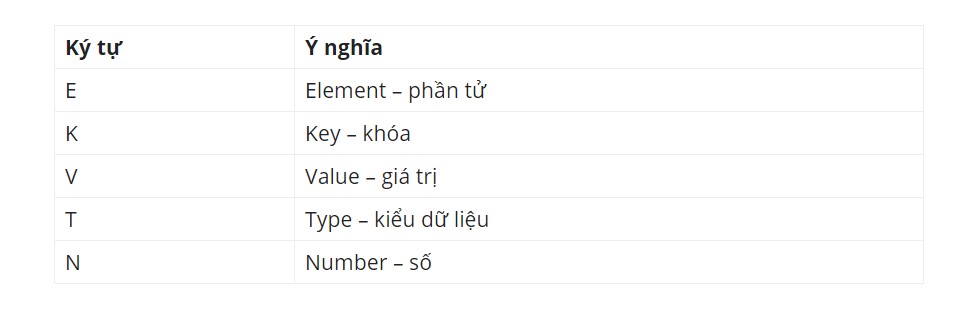 Ký tự Ý nghĩa
E Element – phần tử
K Key – khóa
V Value – giá trị
T Type – kiểu dữ liệu
N Number – số